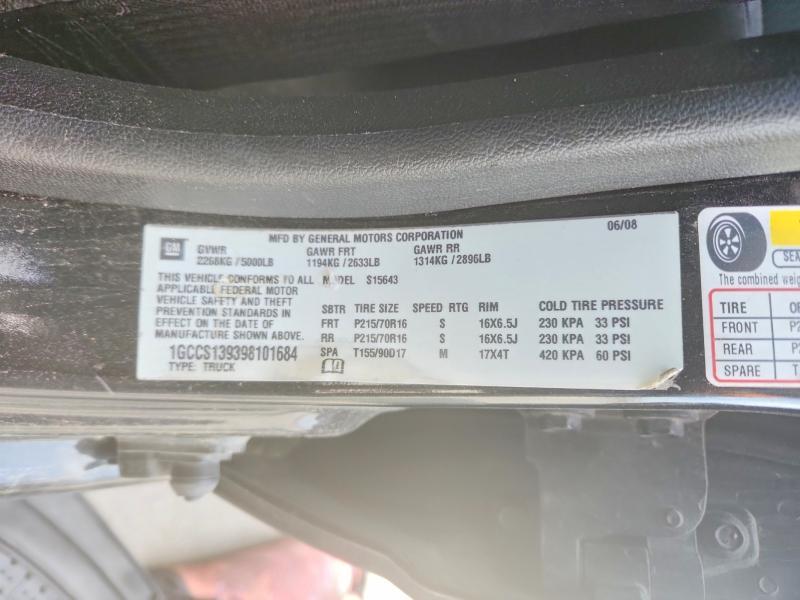 MFD BY GENERAL MOTORS CORPORATION 06/08
GM
GVWR GAWR FRT GAWR RR
2268KG/5000LB 1194KG/2633LB 1314KG/2896LB
THIS VEHICLE CONFORMS TO ALL MODEL S15643
APPLICABLE FEDERAL MOTOR
VEHICLE SAFETY AND THEFT
PREVENTION STANDARDS IN
EFFECT ON THE DATE OF
MANUFACTURE SHOWN ABOVE.
1GCCS139398101684
TYPE: TRUCK
SBTR TIRE SIZE SPEED RTG RIM COLD TIRE PRESSURE
FRT P215/70R16 S 16X6.5J 230 KPA 33 PSI
RR P215/70R16 S 16X6.5J 230 KPA 33 PSI
SPA T155/90D17 M 17X4T 420 KPA 60 PSI
SEA
The combined wei
TIRE OR
FRONT P2
REAR P2
SPARE T